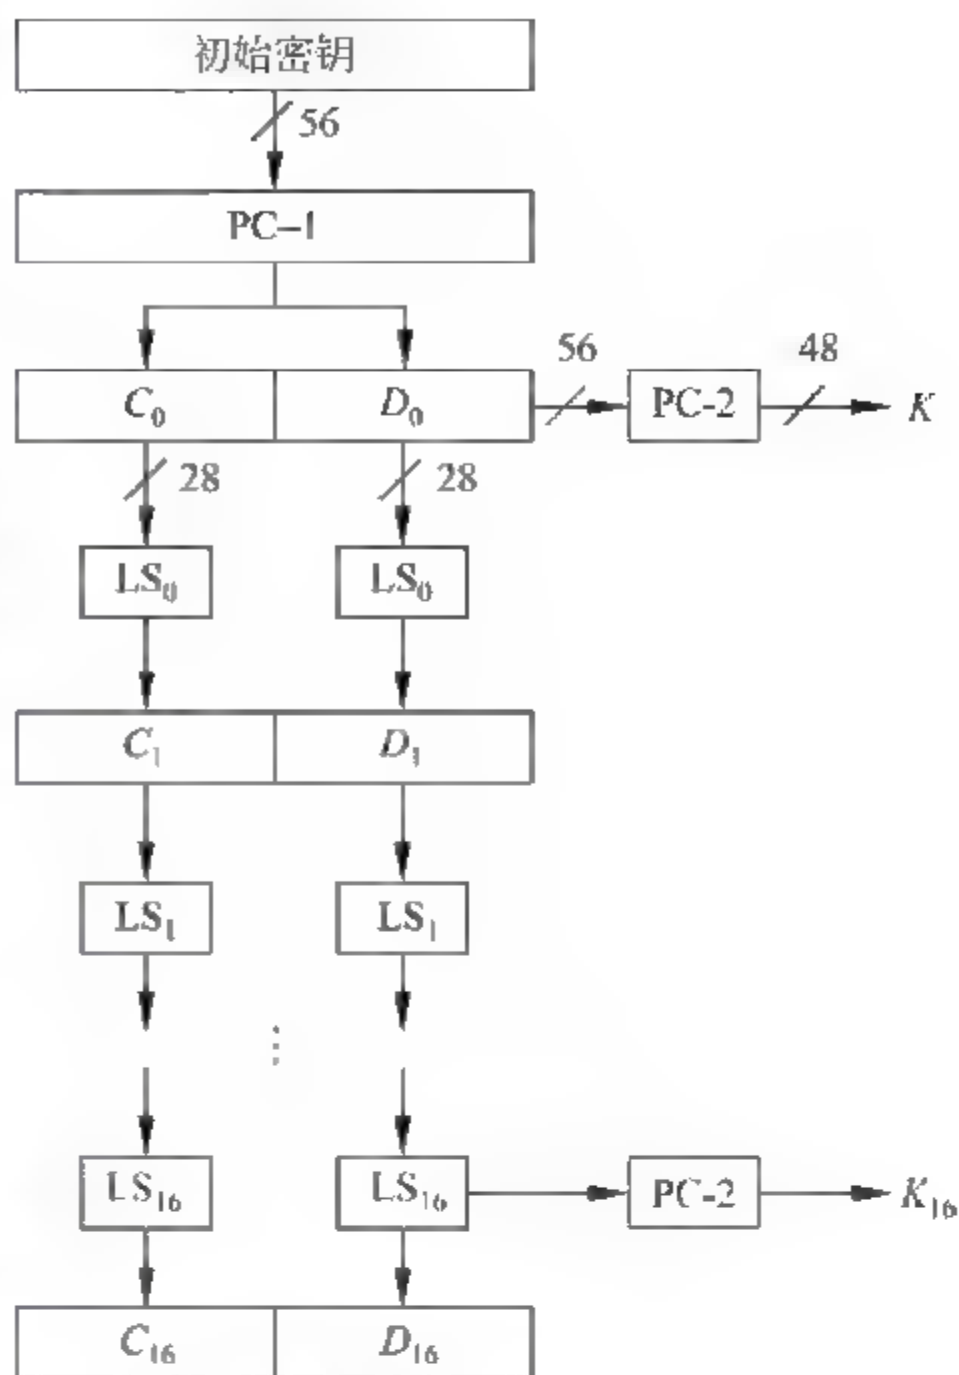 初始密钥
56
PC-1
56
48
C₀
D₀
PC-2
K
28
28
LS₀
LS₀
C₁
D₁
LS₁
LS₁
⋮
LS₁₆
LS₁₆
PC-2
K₁₆
C₁₆
D₁₆